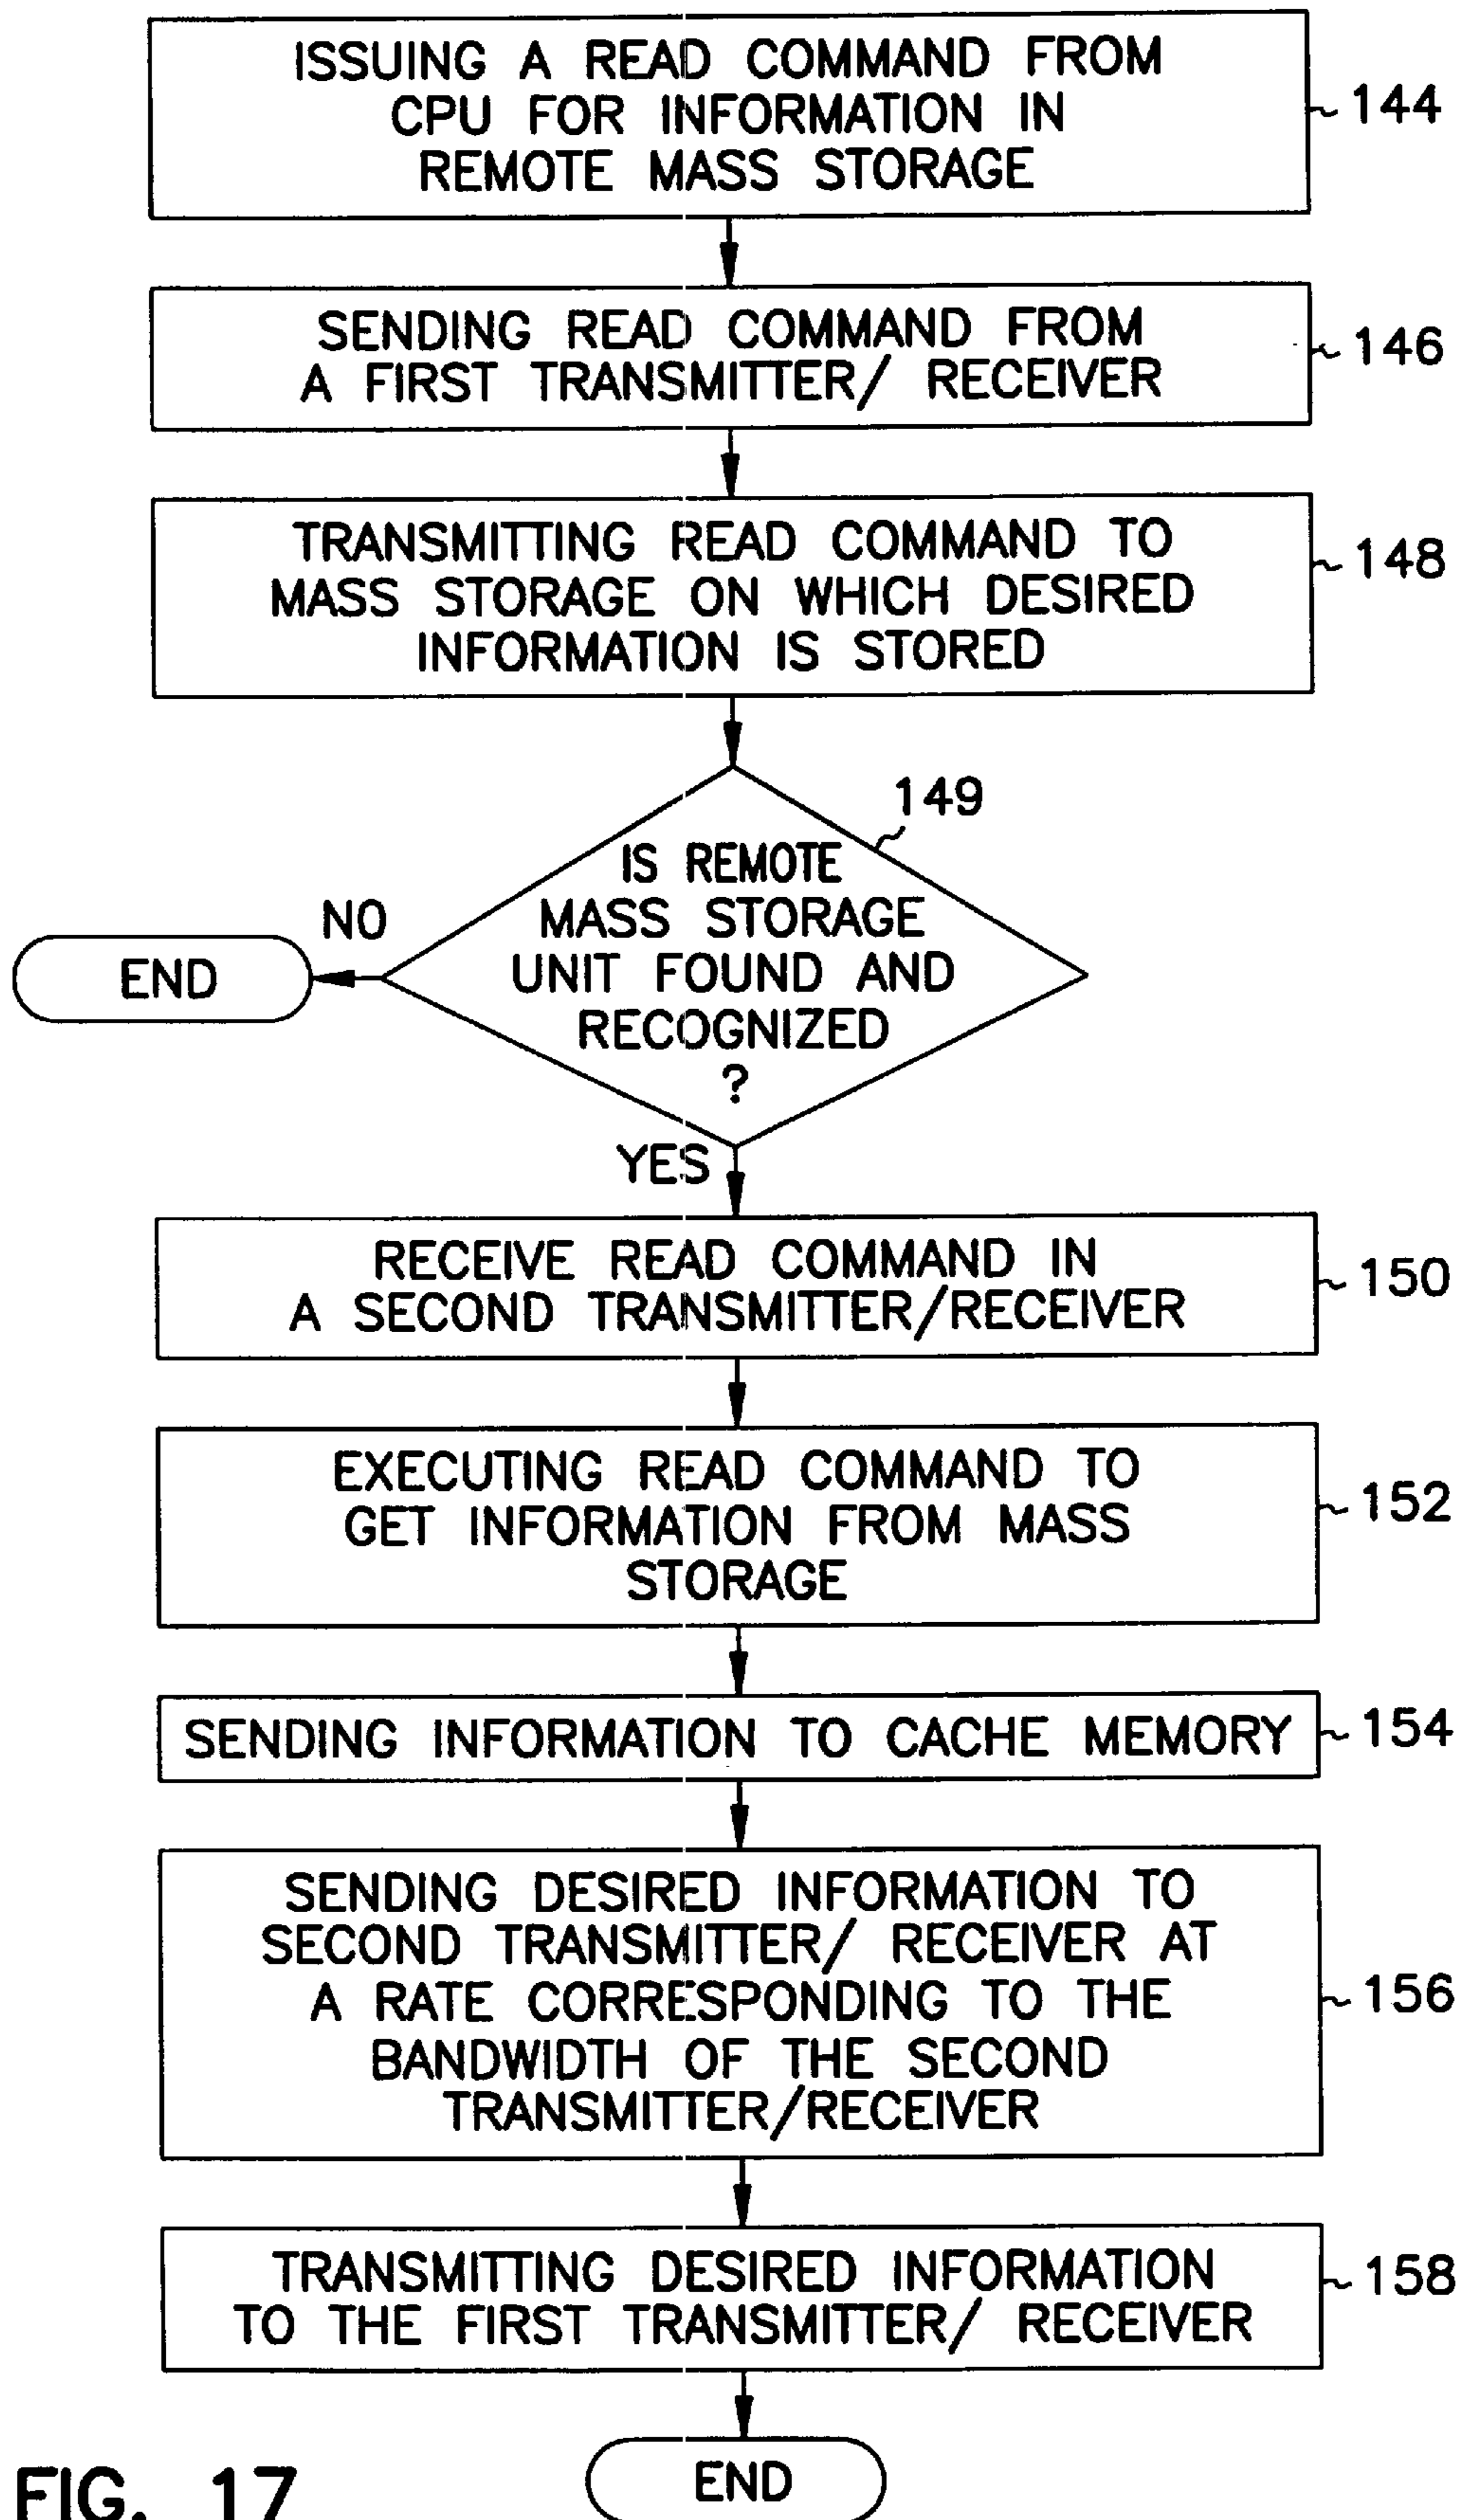 ISSUING A READ COMMAND FROM
CPU FOR INFORMATION IN
REMOTE MASS STORAGE
144
SENDING READ COMMAND FROM
A FIRST TRANSMITTER/ RECEIVER
146
TRANSMITTING READ COMMAND TO
MASS STORAGE ON WHICH DESIRED
INFORMATION IS STORED
148
149
IS REMOTE
MASS STORAGE
UNIT FOUND AND
RECOGNIZED
?
NO
END
YES
RECEIVE READ COMMAND IN
A SECOND TRANSMITTER/RECEIVER
150
EXECUTING READ COMMAND TO
GET INFORMATION FROM MASS
STORAGE
152
SENDING INFORMATION TO CACHE MEMORY
154
SENDING DESIRED INFORMATION TO
SECOND TRANSMITTER/ RECEIVER AT
A RATE CORRESPONDING TO THE
BANDWIDTH OF THE SECOND
TRANSMITTER/RECEIVER
156
TRANSMITTING DESIRED INFORMATION
TO THE FIRST TRANSMITTER/ RECEIVER
158
END
FIG. 17